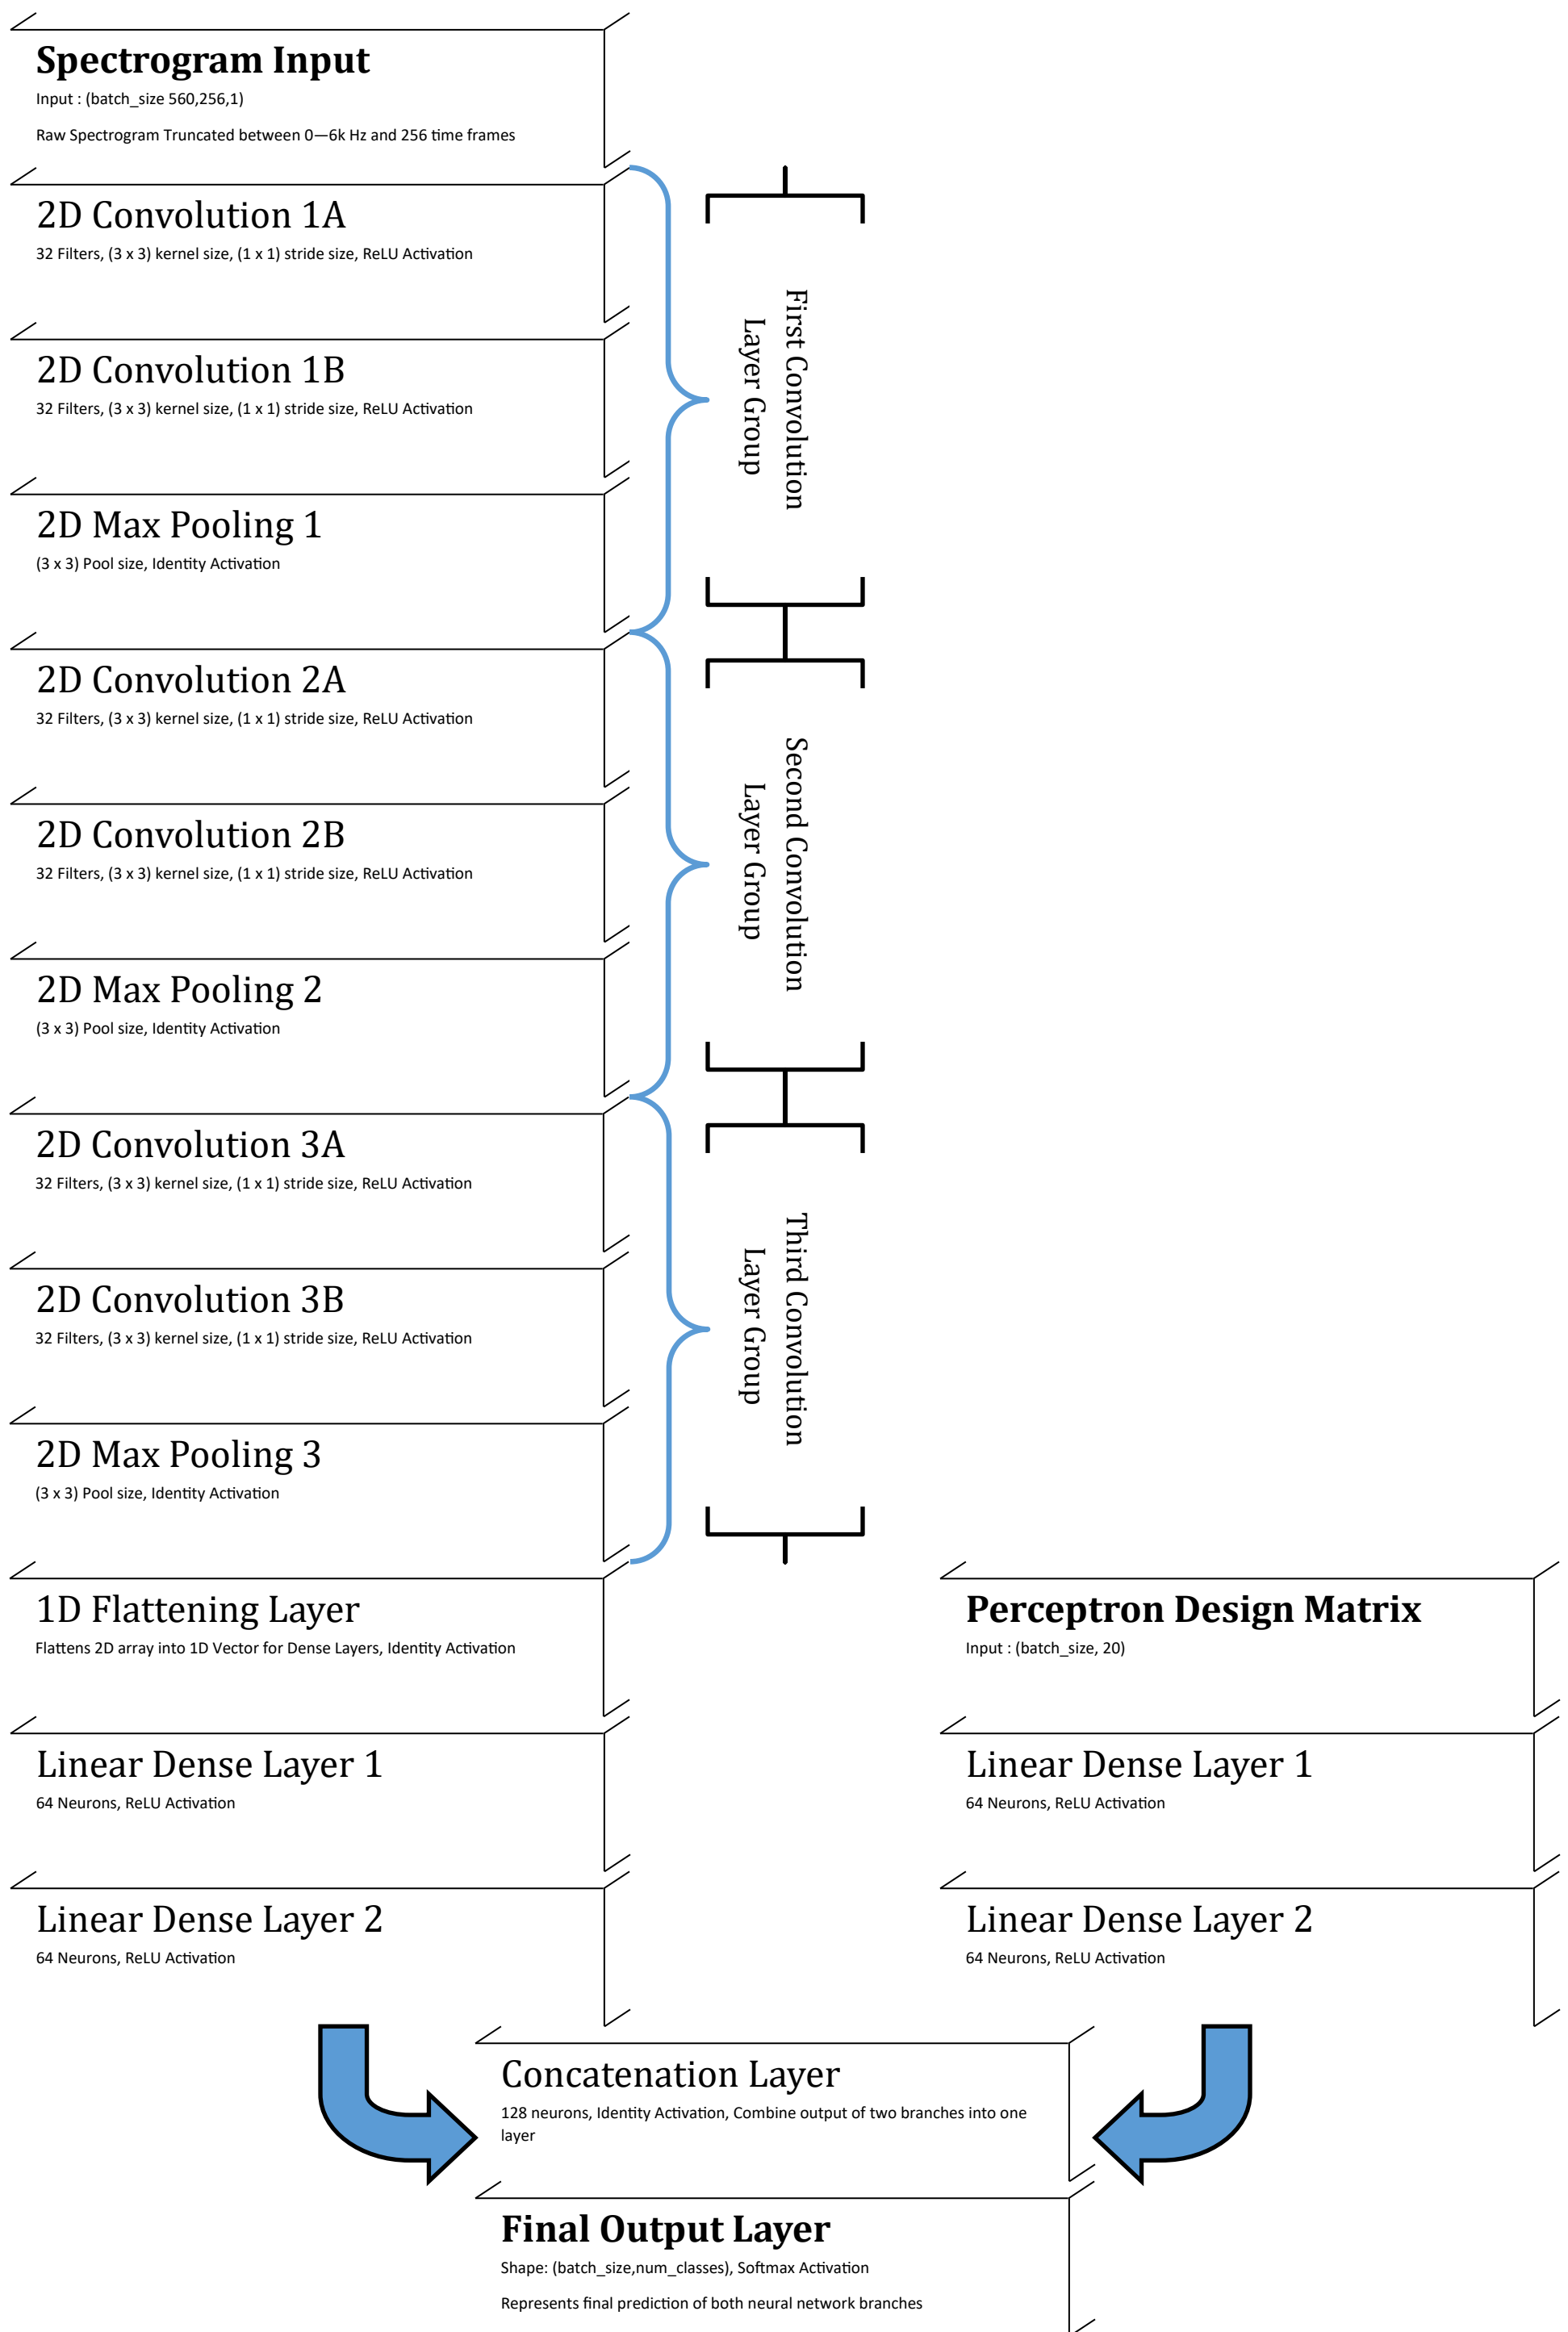 Spectrogram Input
Input : (batch_size 560,256,1)
Raw Spectrogram Truncated between 0—6k Hz and 256 time frames
2D Convolution 1A
32 Filters, (3 x 3) kernel size, (1 x 1) stride size, ReLU Activation
2D Convolution 1B
32 Filters, (3 x 3) kernel size, (1 x 1) stride size, ReLU Activation
2D Max Pooling 1
(3 x 3) Pool size, Identity Activation
First Convolution
Layer Group
2D Convolution 2A
32 Filters, (3 x 3) kernel size, (1 x 1) stride size, ReLU Activation
2D Convolution 2B
32 Filters, (3 x 3) kernel size, (1 x 1) stride size, ReLU Activation
2D Max Pooling 2
(3 x 3) Pool size, Identity Activation
Second Convolution
Layer Group
2D Convolution 3A
32 Filters, (3 x 3) kernel size, (1 x 1) stride size, ReLU Activation
2D Convolution 3B
32 Filters, (3 x 3) kernel size, (1 x 1) stride size, ReLU Activation
2D Max Pooling 3
(3 x 3) Pool size, Identity Activation
Third Convolution
Layer Group
1D Flattening Layer
Flattens 2D array into 1D Vector for Dense Layers, Identity Activation
Linear Dense Layer 1
64 Neurons, ReLU Activation
Linear Dense Layer 2
64 Neurons, ReLU Activation
Perceptron Design Matrix
Input : (batch_size, 20)
Linear Dense Layer 1
64 Neurons, ReLU Activation
Linear Dense Layer 2
64 Neurons, ReLU Activation
Concatenation Layer
128 neurons, Identity Activation, Combine output of two branches into one
layer
Final Output Layer
Shape: (batch_size,num_classes), Softmax Activation
Represents final prediction of both neural network branches